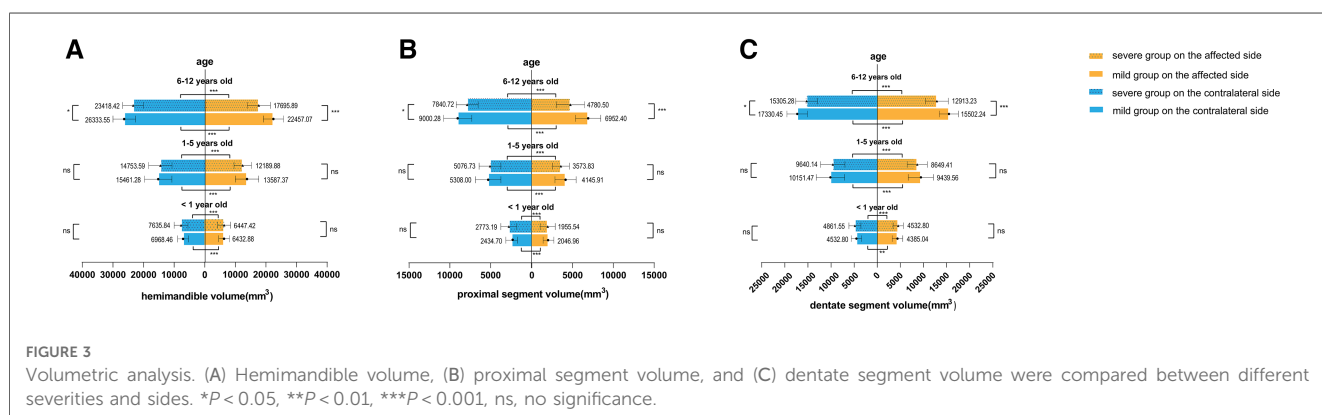 A
age
6-12 years old
***
* 23418.42 17695.89 ***
26333.55 22457.07
***
1-5 years old
***
ns 14753.59 12189.88 ns
15461.28 13587.37
***
< 1 year old
***
ns 7635.84 6447.42 ns
6968.46 6432.88
***
40000 30000 20000 10000 0 10000 20000 30000 40000
hemimandible volume(mm³)
B
age
6-12 years old
***
* 7840.72 4780.50 ***
9000.28 6952.40
***
1-5 years old
***
ns 5076.73 3573.83 ns
5308.00 4145.91
***
< 1 year old
***
ns 2773.19 1955.54 ns
2434.70 2046.96
***
15000 10000 5000 0 5000 10000 15000
proximal segment volume(mm³)
C
age
6-12 years old
***
* 15305.28 12913.23 ***
17330.45 15502.24
***
1-5 years old
***
ns 9640.14 8649.41 ns
10151.47 9439.56
***
< 1 year old
***
ns 4861.55 4532.80 ns
4532.80 4385.04
**
25000 20000 15000 10000 5000 0 5000 10000 15000 20000 25000
dentate segment volume(mm³)
severe group on the affected side
mild group on the affected side
severe group on the contralateral side
mild group on the contralateral side
FIGURE 3
Volumetric analysis. (A) Hemimandible volume, (B) proximal segment volume, and (C) dentate segment volume were compared between different
severities and sides. *P < 0.05, **P < 0.01, ***P < 0.001, ns, no significance.